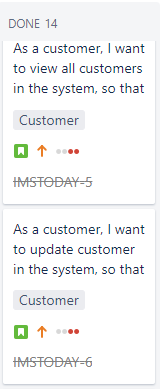 DONE 14
As a customer, I want
to view all customers
in the system, so that
Customer
IMSTODAY-5
As a customer, I want
to update customer
in the system, so that
Customer
IMSTODAY-6